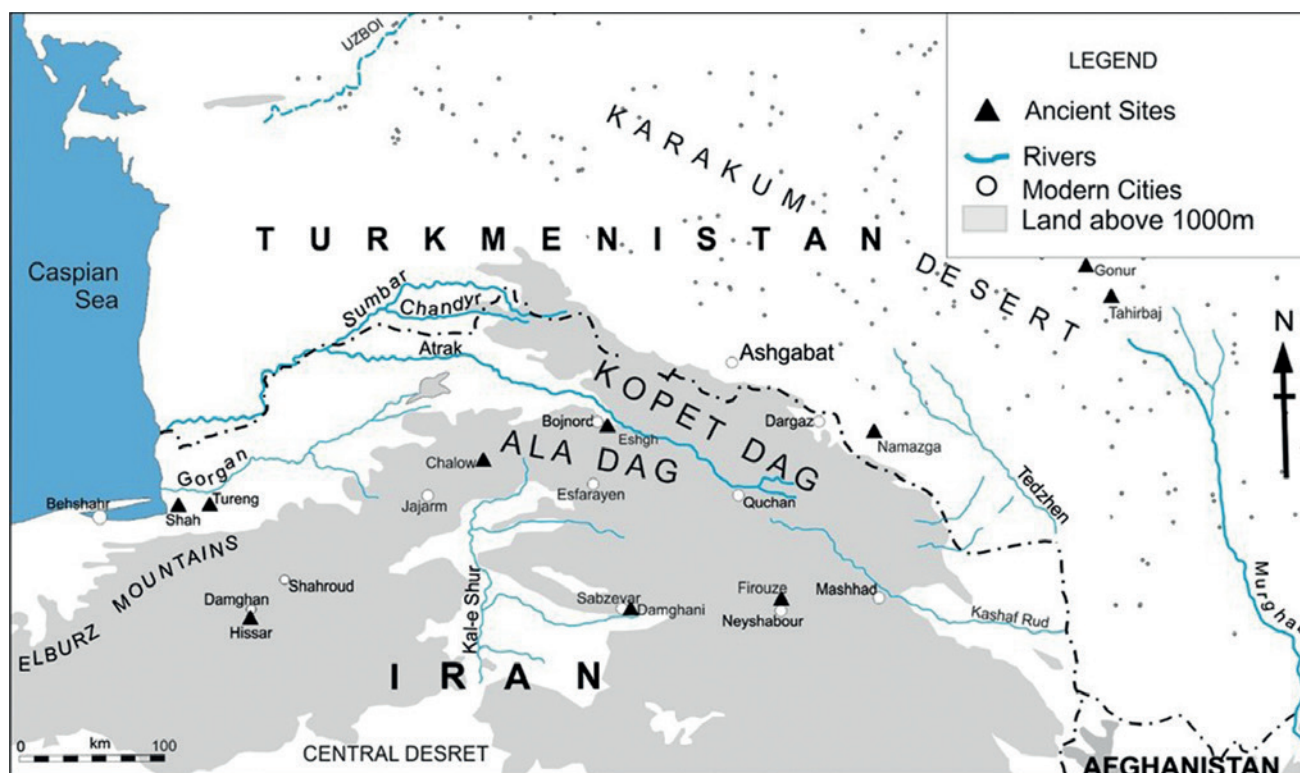 UZBOI
LEGEND
Ancient Sites
Rivers
Modern Cities
Land above 1000m
KARAKUM DESERT
TURKMENISTAN
Caspian
Sea
Gonur
Tahirbaj
N
Sumbar
Chandyr
Atrak
Ashgabat
KOPET DAG
Bojnord
Eshgh
Dargaz
Namazga
ALA DAG
Chalow
Gorgan
Tedzhen
Behshahr
Shah
Tureng
Jajarm
Esfarayen
Quchan
Murghab
ELBURZ MOUNTAINS
Shahroud
Damghan
Hissar
Kal-e Shur
Sabzevar
Damghani
Firouze
Neyshabour
Mashhad
Kashaf Rud
IRAN
0 km 100
CENTRAL DESRET
AFGHANISTAN